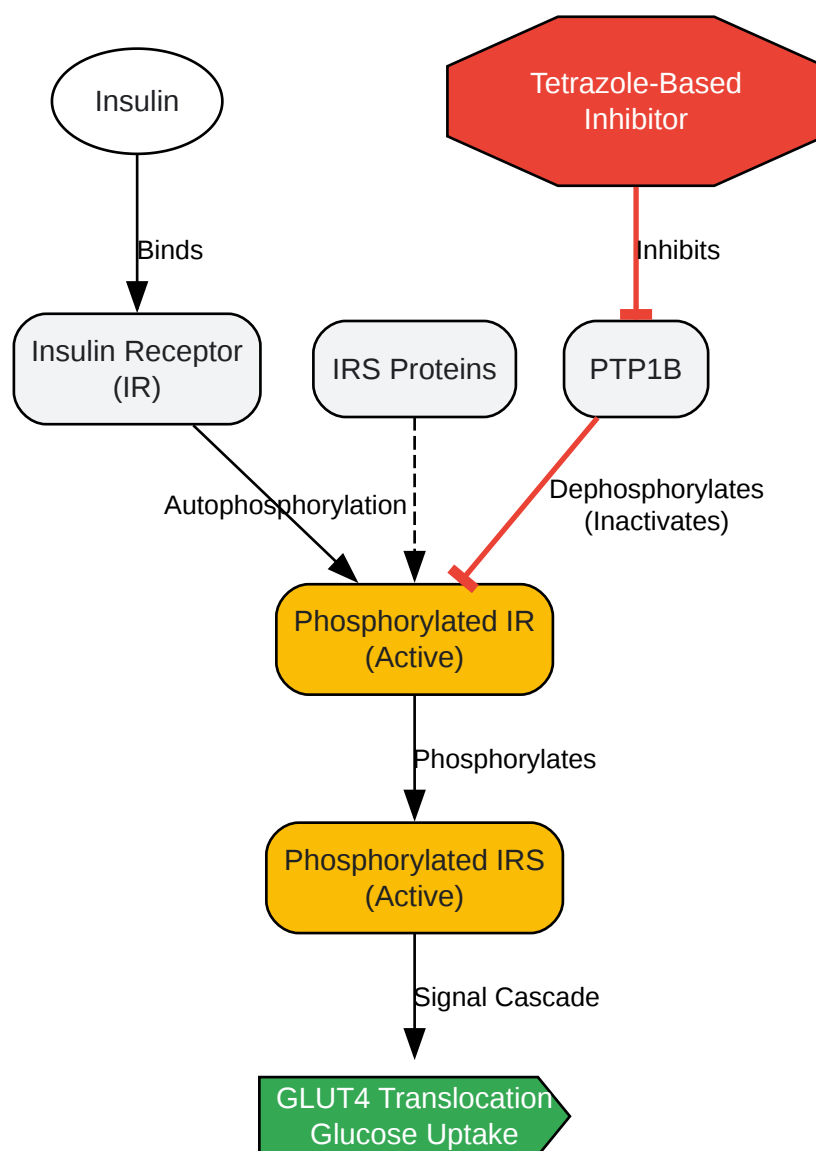 Insulin
Tetrazole-Based
Inhibitor
Binds
Inhibits
Insulin Receptor
(IR)
IRS Proteins
PTP1B
Autophosphorylation
Dephosphorylates
(Inactivates)
Phosphorylated IR
(Active)
Phosphorylates
Phosphorylated IRS
(Active)
Signal Cascade
GLUT4 Translocation
Glucose Uptake